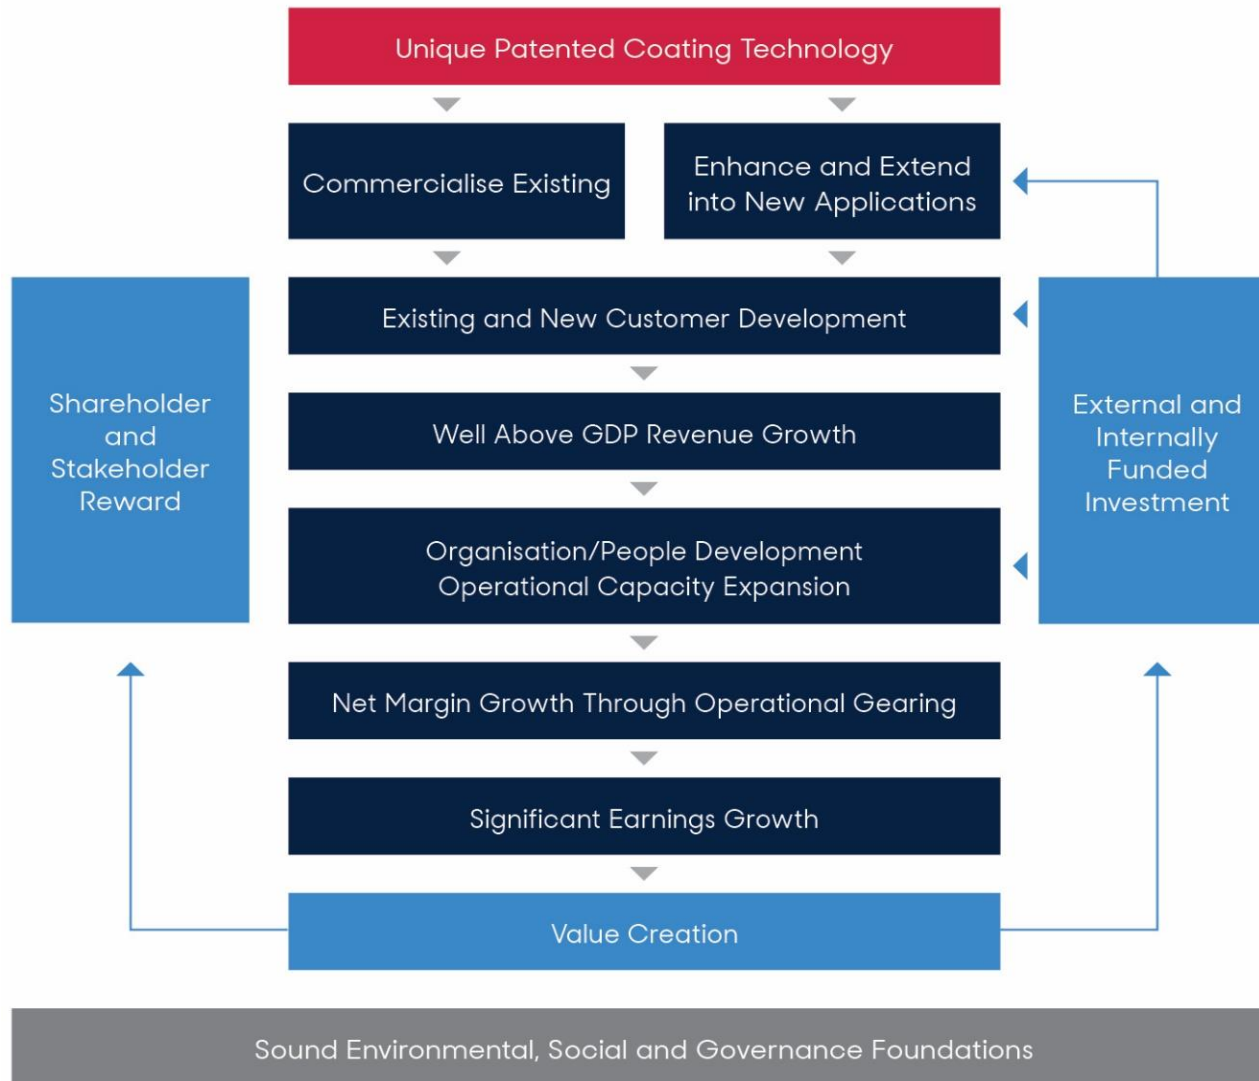 Unique Patented Coating Technology
Commercialise Existing
Enhance and Extend
into New Applications
Existing and New Customer Development
Shareholder
and
Stakeholder
Reward
Well Above GDP Revenue Growth
External and
Internally
Funded
Investment
Organisation/People Development
Operational Capacity Expansion
Net Margin Growth Through Operational Gearing
Significant Earnings Growth
Value Creation
Sound Environmental, Social and Governance Foundations